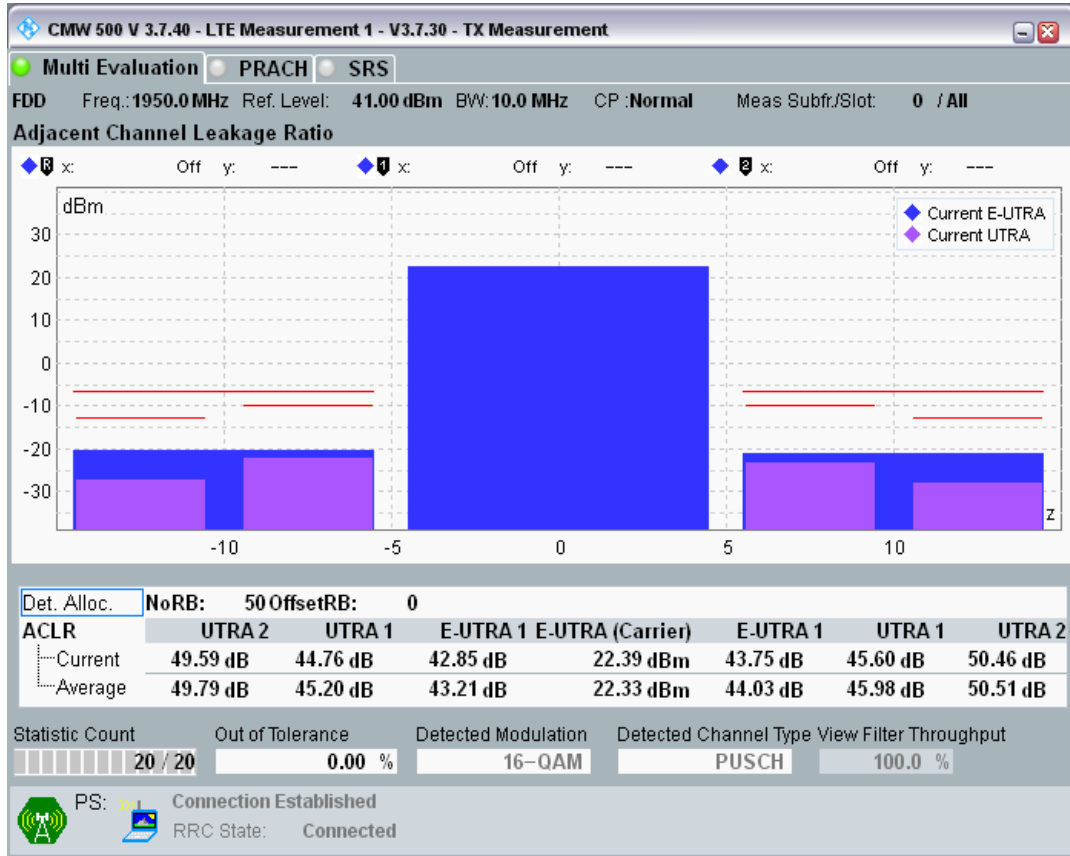 CMW 500 V 3.7.40 - LTE Measurement 1 - V3.7.30 - TX Measurement
Multi Evaluation PRACH SRS
FDD Freq.: 1950.0 MHz Ref. Level: 41.00 dBm BW: 10.0 MHz CP :Normal Meas Subfr./Slot: 0 / All
Adjacent Channel Leakage Ratio
R x: Off y: --- 1 x: Off y: --- 2 x: Off y: ---
dBm
Current E-UTRA
Current UTRA
30
20
10
0
-10
-20
-30
z
-10 -5 0 5 10
Det. Alloc. NoRB: 50 OffsetRB: 0
ACLR UTRA 2 UTRA 1 E-UTRA 1 E-UTRA (Carrier) E-UTRA 1 UTRA 1 UTRA 2
Current 49.59 dB 44.76 dB 42.85 dB 22.39 dBm 43.75 dB 45.60 dB 50.46 dB
Average 49.79 dB 45.20 dB 43.21 dB 22.33 dBm 44.03 dB 45.98 dB 50.51 dB
Statistic Count Out of Tolerance Detected Modulation Detected Channel Type View Filter Throughput
20 / 20 0.00 % 16-QAM PUSCH 100.0 %
PS: Connection Established
RRC State: Connected